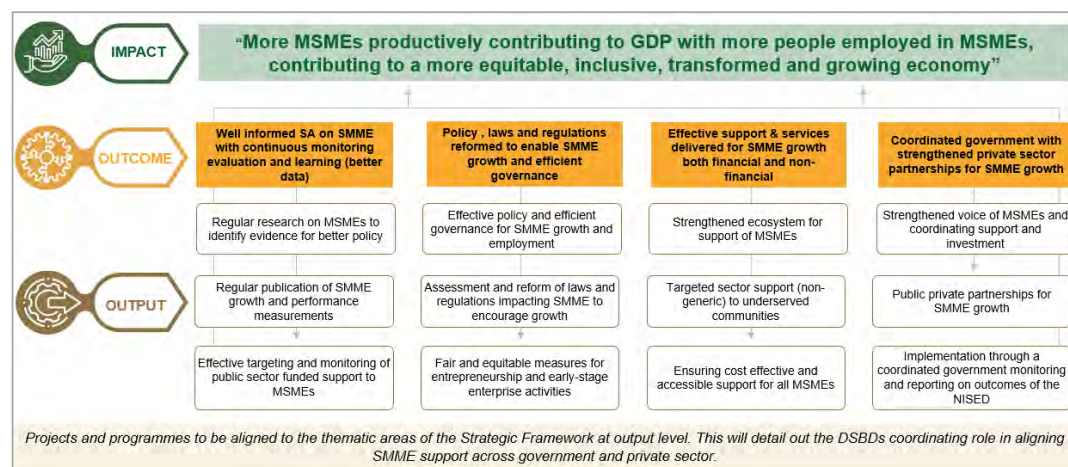 IMPACT
“More MSMEs productively contributing to GDP with more people employed in MSMEs,
contributing to a more equitable, inclusive, transformed and growing economy”
OUTCOME
Well informed SA on SMME
with continuous monitoring
evaluation and learning (better
data)
Policy , laws and regulations
reformed to enable SMME
growth and efficient
governance
Effective support & services
delivered for SMME growth
both financial and non-
financial
Coordinated government with
strengthened private sector
partnerships for SMME growth
OUTPUT
Regular research on MSMEs to
identify evidence for better policy
Effective policy and efficient
governance for SMME growth and
employment
Strengthened ecosystem for
support of MSMEs
Strengthened voice of MSMEs and
coordinating support and
investment
Regular publication of SMME
growth and performance
measurements
Assessment and reform of laws and
regulations impacting SMME to
encourage growth
Targeted sector support (non-
generic) to underserved
communities
Public private partnerships for
SMME growth
Effective targeting and monitoring of
public sector funded support to
MSMEs
Fair and equitable measures for
entrepreneurship and early-stage
enterprise activities
Ensuring cost effective and
accessible support for all MSMEs
Implementation through a
coordinated government monitoring
and reporting on outcomes of the
NISED
Projects and programmes to be aligned to the thematic areas of the Strategic Framework at output level. This will detail out the DSBDs coordinating role in aligning
SMME support across government and private sector.